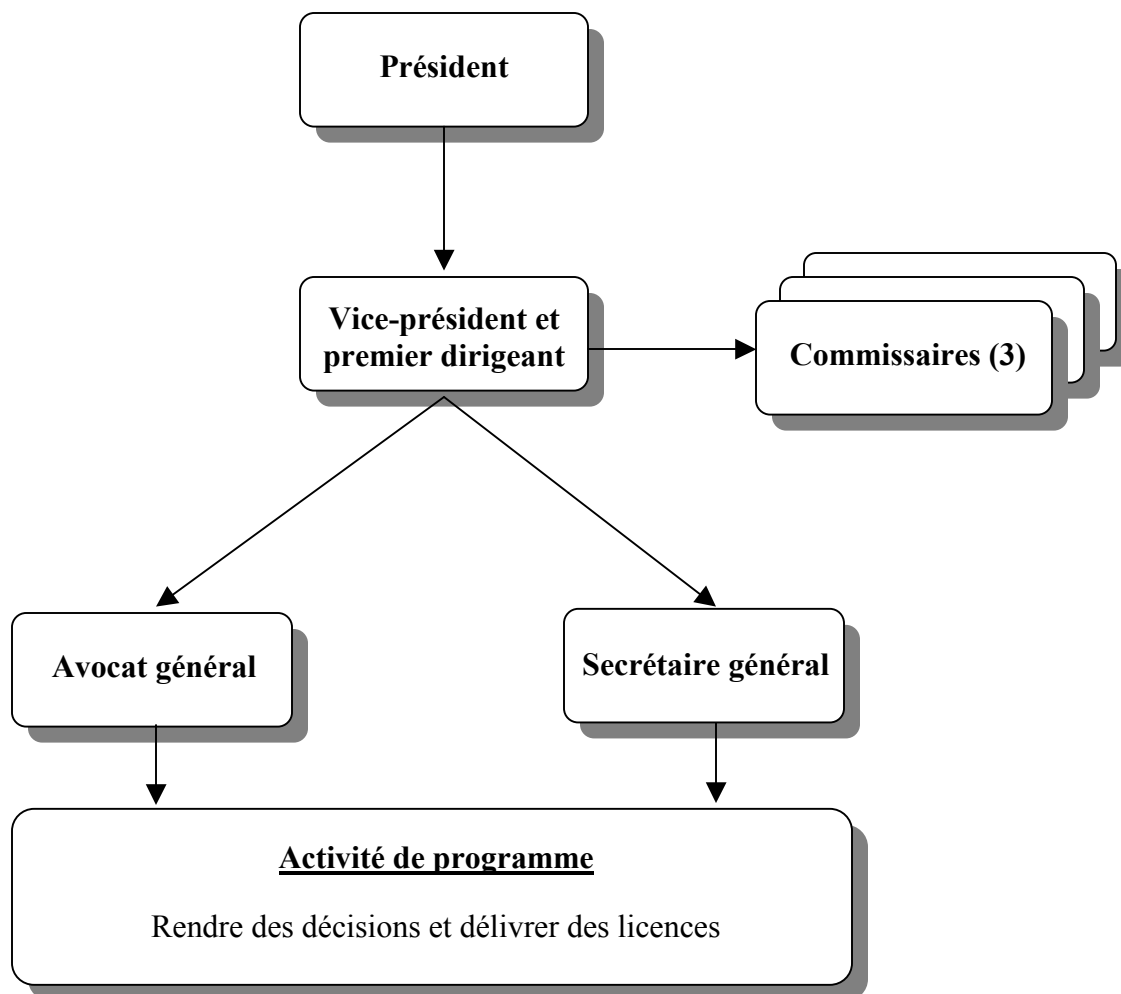 Président
Vice-président et
premier dirigeant
Commissaires (3)
Avocat général
Secrétaire général
Activité de programme
Rendre des décisions et délivrer des licences